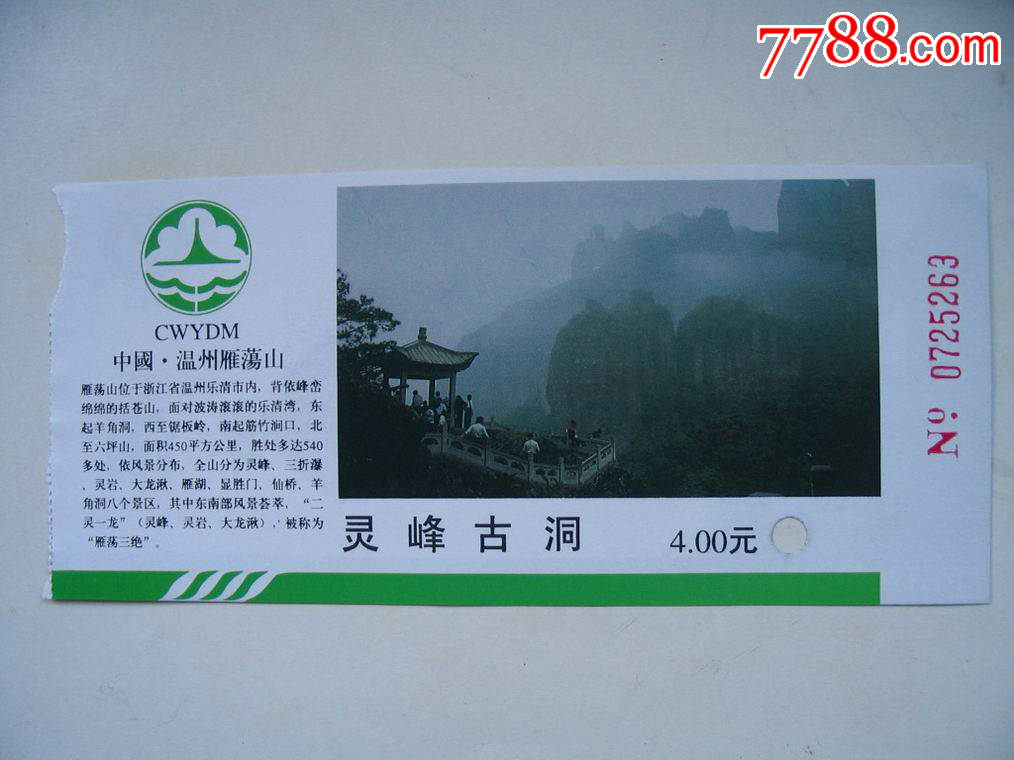 7788.com
CWYDM
中國·温州雁蕩山
雁荡山位于浙江省温州乐清市内，背依峰峦
绵绵的括苍山，面对波涛滚滚的乐清湾，东
起羊角洞，西至锯板岭，南起筋竹涧口、北
至六坪山，面积450平方公里，胜处多达540
多处，依风景分布，全山分为灵峰、三折瀑
、灵岩、大龙湫、雁湖、显胜门、仙桥、羊
角洞八个景区，其中东南部风景荟萃，“二
灵一龙”（灵峰、灵岩、大龙湫），被称为
“雁荡三绝”。
灵峰古洞
4.00元
№: 0725263